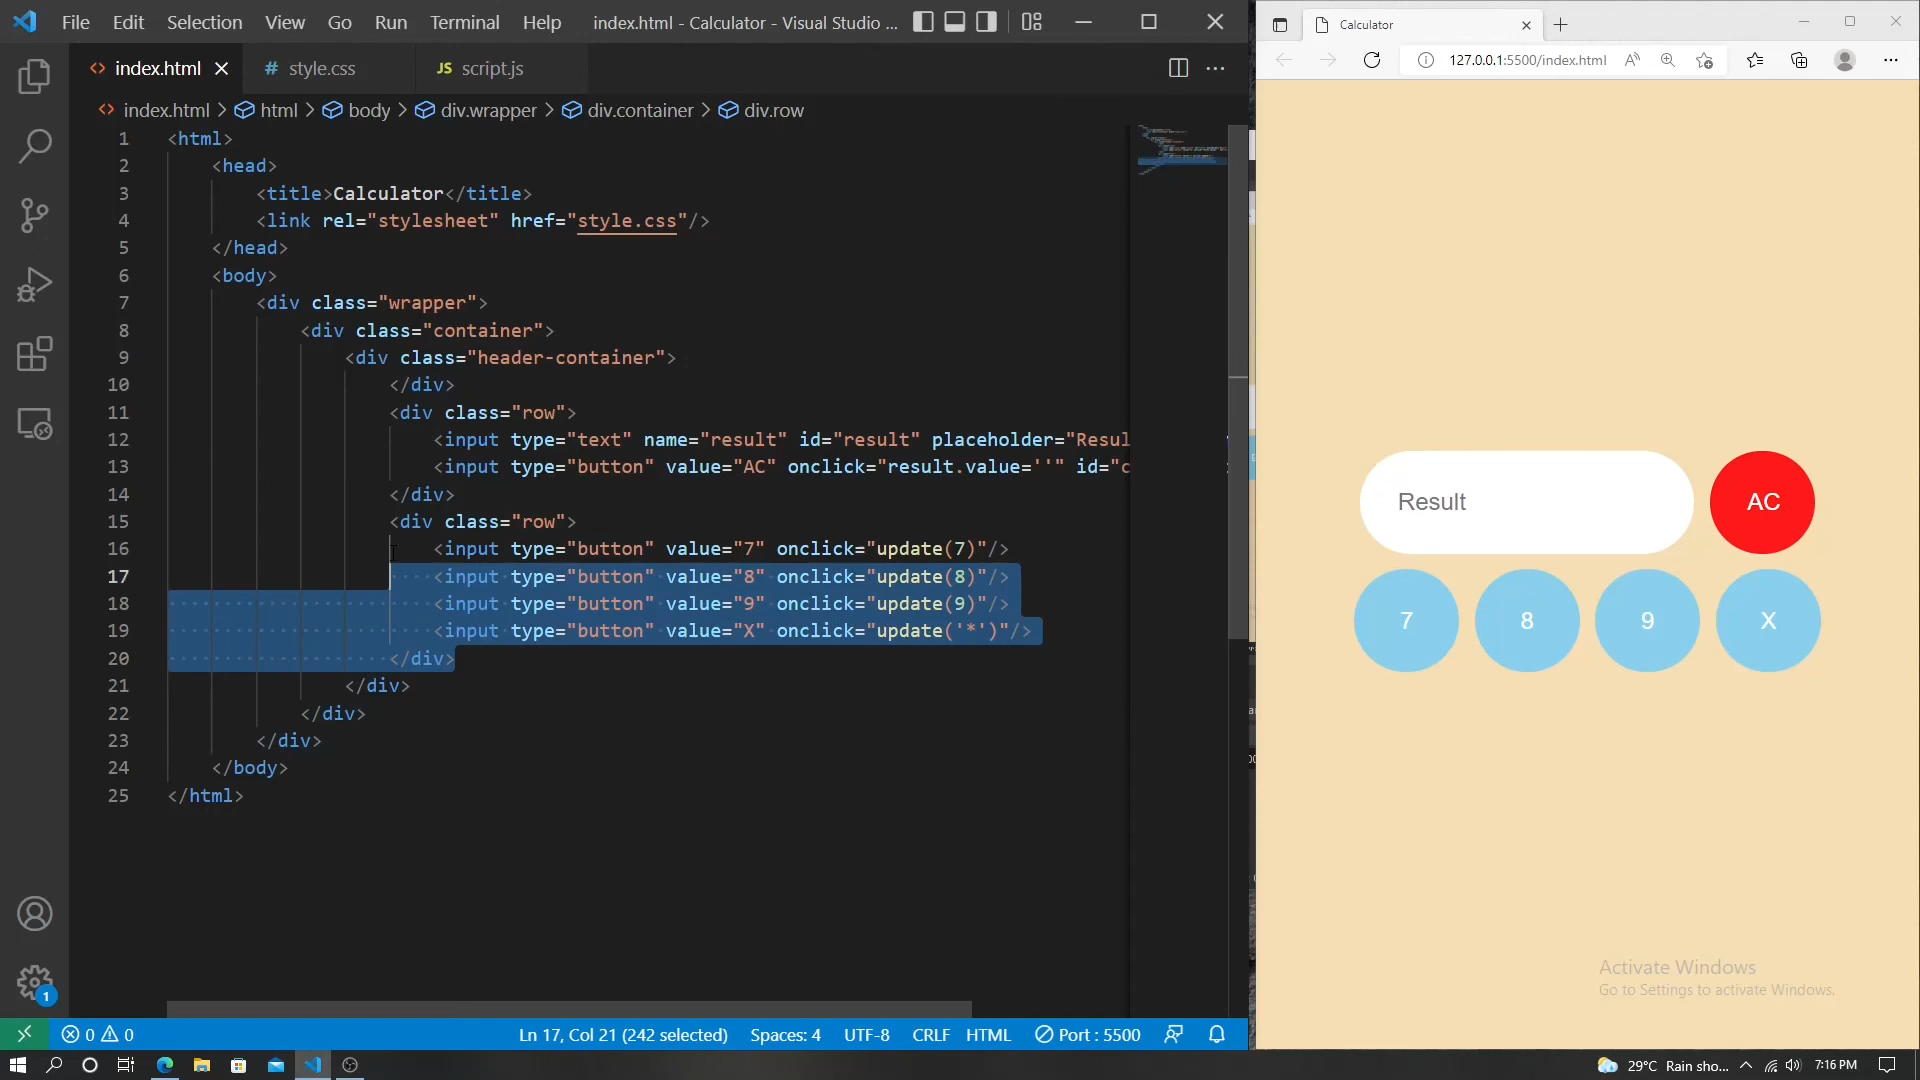 File Edit Selection View Go Run Terminal Help index.html - Calculator - Visual Studio ...
index.html style.css JS script.js
index.html > html > body > div.wrapper > div.container > div.row
1 <html>
2 <head>
3 <title>Calculator</title>
4 <link rel="stylesheet" href="style.css"/>
5 </head>
6 <body>
7 <div class="wrapper">
8 <div class="container">
9 <div class="header-container">
10 </div>
11 <div class="row">
12 <input type="text" name="result" id="result" placeholder="Resul
13 <input type="button" value="AC" onclick="result.value=''" id="c
14 </div>
15 <div class="row">
16 <input type="button" value="7" onclick="update(7)"/>
17 <input type="button" value="8" onclick="update(8)"/>
18 <input type="button" value="9" onclick="update(9)"/>
19 <input type="button" value="X" onclick="update('*')"/>
20 </div>
21 </div>
22 </div>
23 </div>
24 </body>
25 </html>
1
0 0 Ln 17, Col 21 (242 selected) Spaces: 4 UTF-8 CRLF HTML Port : 5500
Calculator
127.0.0.1:5500/index.html
Result AC
7 8 9 X
Activate Windows
Go to Settings to activate Windows.
29°C Rain sho... 7:16 PM